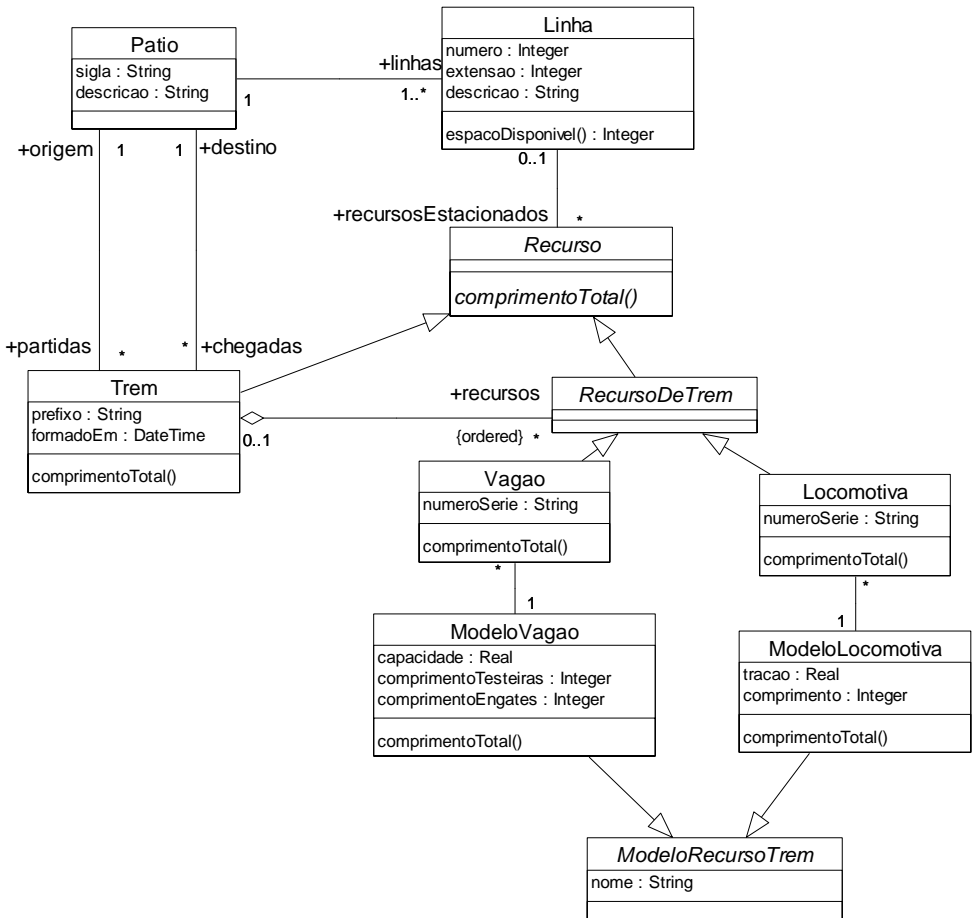 Patio
sigla : String
descricao : String
1
+linhas
1..*
Linha
numero : Integer
extensao : Integer
descricao : String
espacoDisponivel() : Integer
+origem
1
1
+destino
0..1
+recursosEstacionados
*
Recurso
comprimentoTotal()
+partidas
*
*
+chegadas
Trem
prefixo : String
formadoEm : DateTime
comprimentoTotal()
0..1
+recursos
{ordered}
*
RecursoDeTrem
Vagao
numeroSerie : String
comprimentoTotal()
*
1
Locomotiva
numeroSerie : String
comprimentoTotal()
*
1
ModeloVagao
capacidade : Real
comprimentoTesteiras : Integer
comprimentoEngates : Integer
comprimentoTotal()
ModeloLocomotiva
tracao : Real
comprimento : Integer
comprimentoTotal()
ModeloRecursoTrem
nome : String